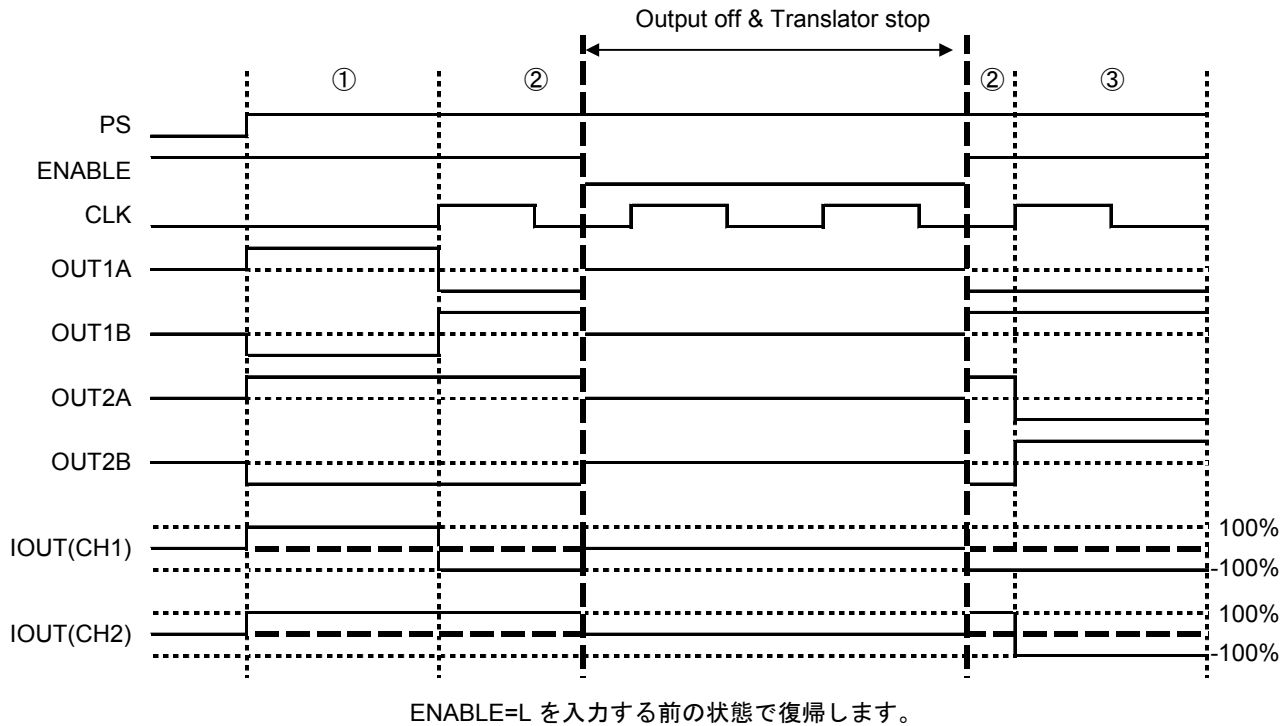 Output off & Translator stop
① ② ② ③
PS
ENABLE
CLK
OUT1A
OUT1B
OUT2A
OUT2B
100%
IOUT(CH1)
-100%
100%
IOUT(CH2)
-100%
ENABLE=L を入力する前の状態で復帰します。